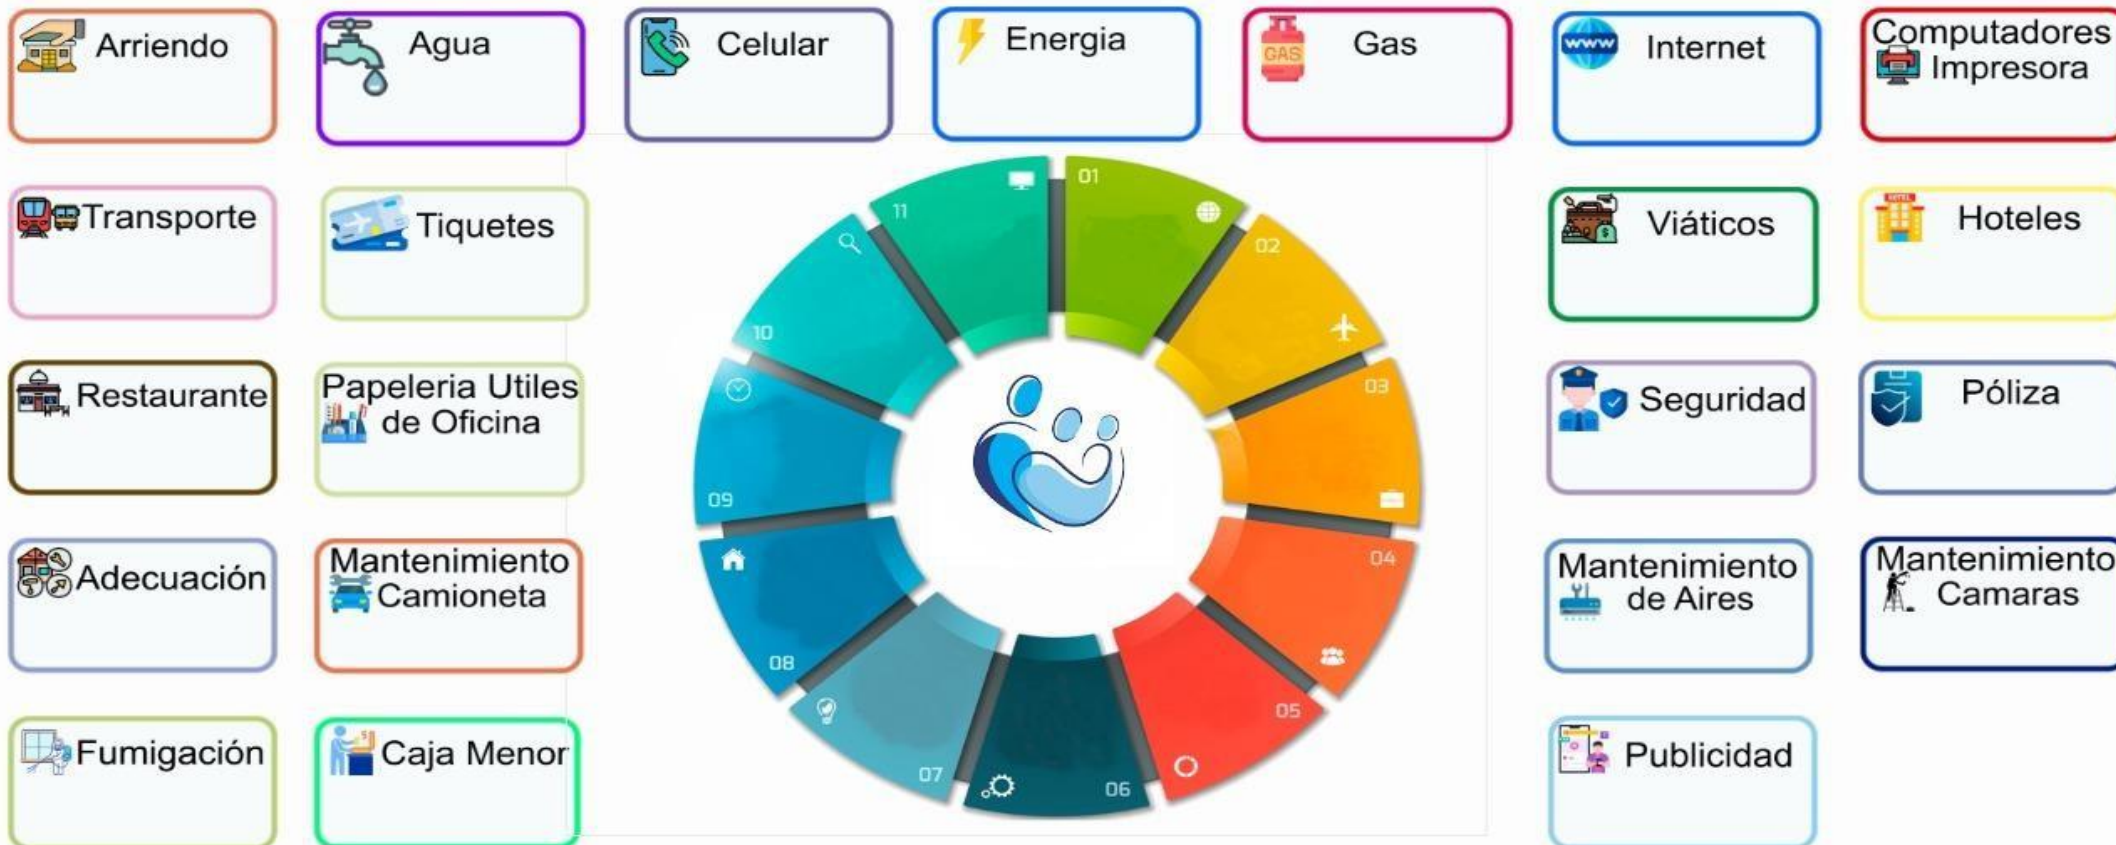 Arriendo
Agua
Celular
Energia
Gas
GAS
Internet
www
Computadores
Impresora
Transporte
Tiquetes
Viáticos
Hoteles
HOTEL
Restaurante
Papeleria Utiles
de Oficina
Seguridad
Póliza
Adecuación
Mantenimiento
Camioneta
Mantenimiento
de Aires
Mantenimiento
Camaras
Fumigación
Caja Menor
Publicidad
01
02
03
04
05
06
07
08
09
10
11